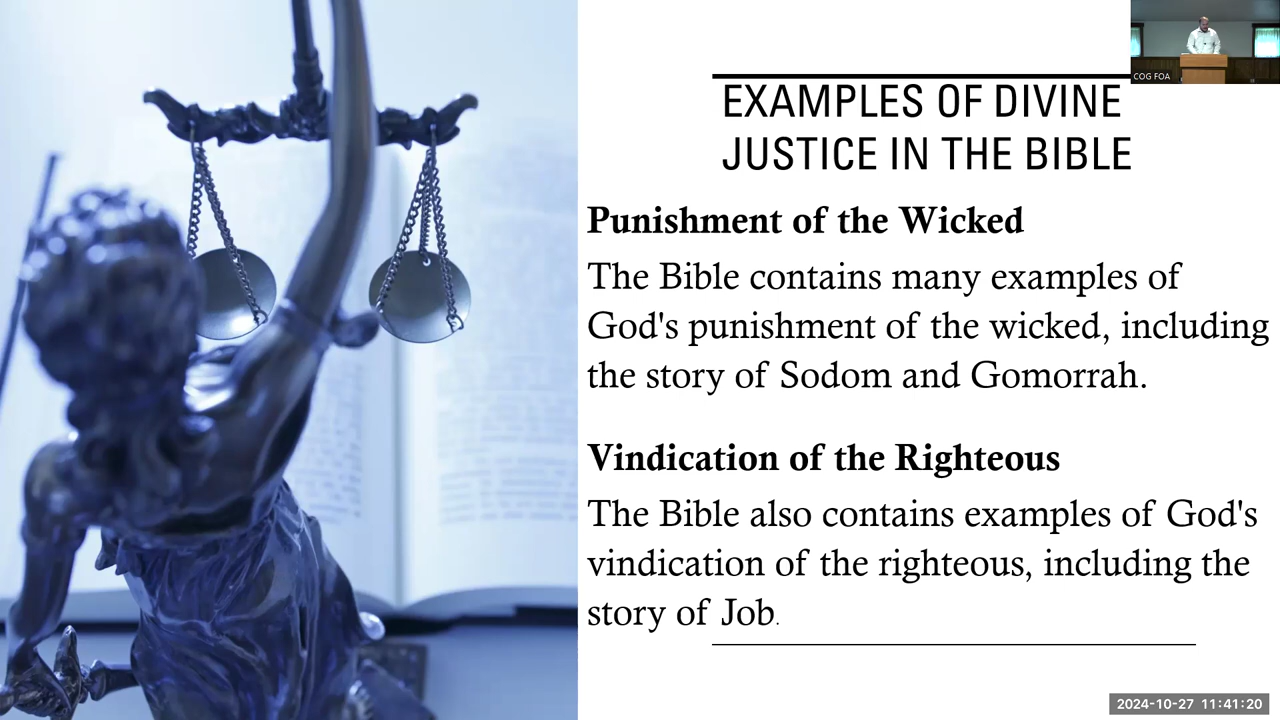 COG FOA
EXAMPLES OF DIVINE
JUSTICE IN THE BIBLE
Punishment of the Wicked
The Bible contains many examples of
God's punishment of the wicked, including
the story of Sodom and Gomorrah.
Vindication of the Righteous
The Bible also contains examples of God's
vindication of the righteous, including the
story of Job.
2024-10-27 11:41:20